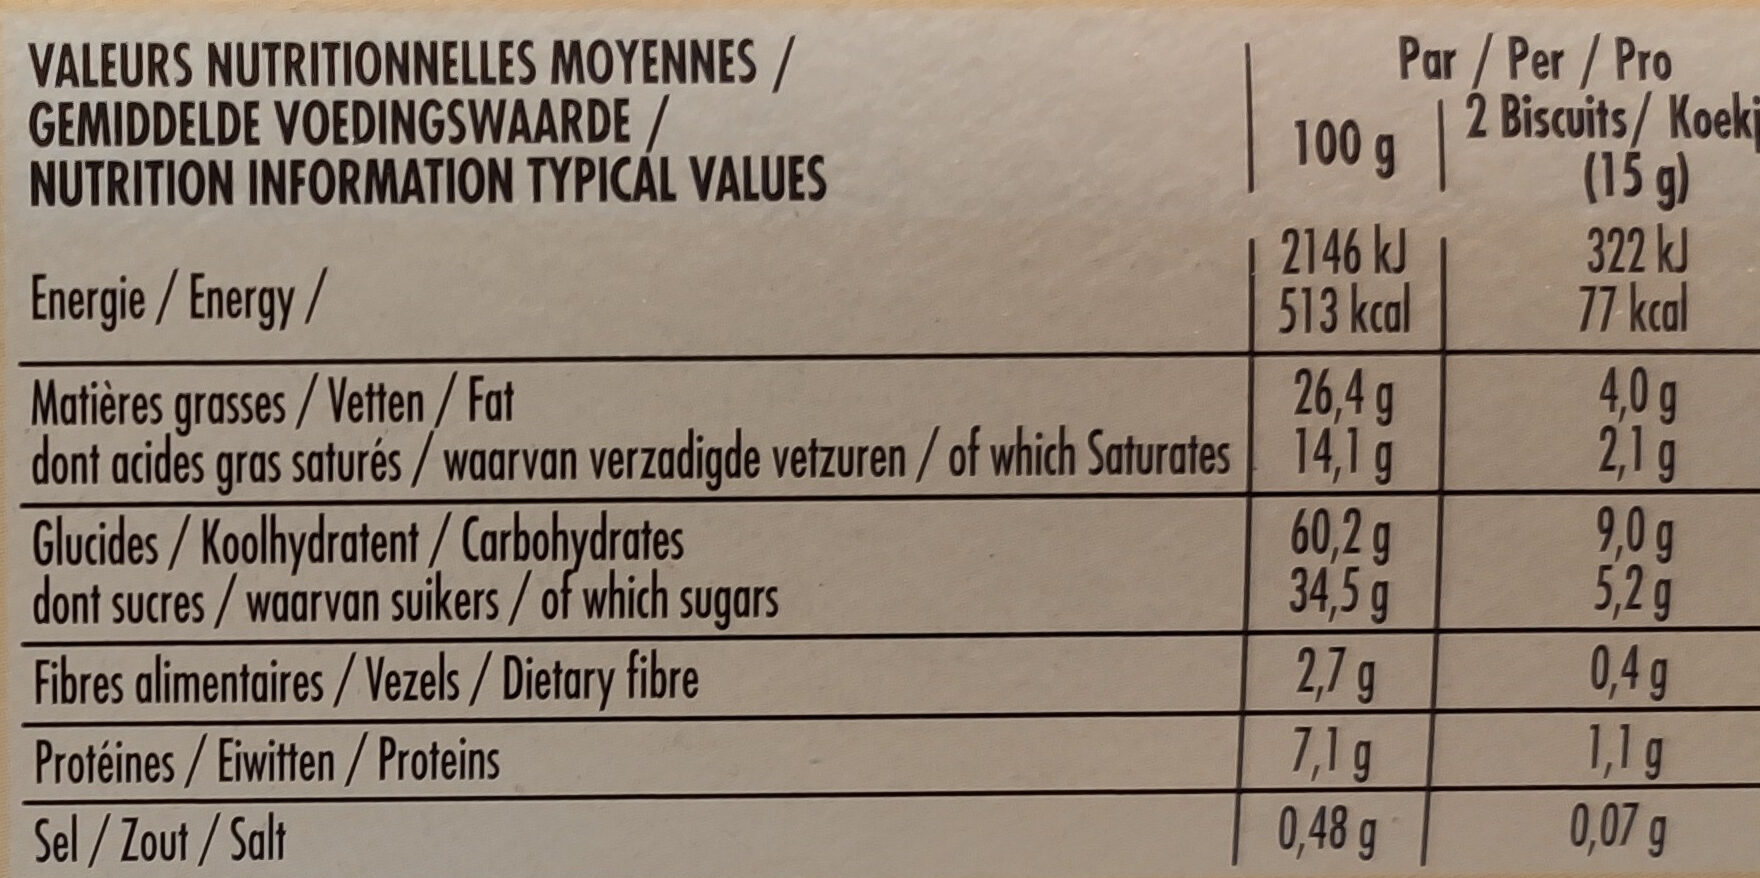 VALEURS NUTRITIONNELLES MOYENNES /
GEMIDDELDE VOEDINGSWAARDE /
NUTRITION INFORMATION TYPICAL VALUES
Par / Per / Pro
100 g
2 Biscuits/
(15 g)
Energie / Energy /
2146 kJ 322 kJ
513 kcal 77 kcal
Matières grasses / Vetten / Fat 26,4 g 4,0 g
dont acides gras saturés / waarvan verzadigde vetzuren / of which Saturates 14,1 g 2,1 g
Glucides / Koolhydratent / Carbohydrates 60,2 g 9,0 g
dont sucres / waarvan suikers / of which sugars 34,5 g 5,2 g
Fibres alimentaires / Vezels / Dietary fibre 2,7 g 0,4 g
Protéines / Eiwitten / Proteins 7,1 g 1,1 g
Sel / Zout / Salt 0,48 g 0,07 g